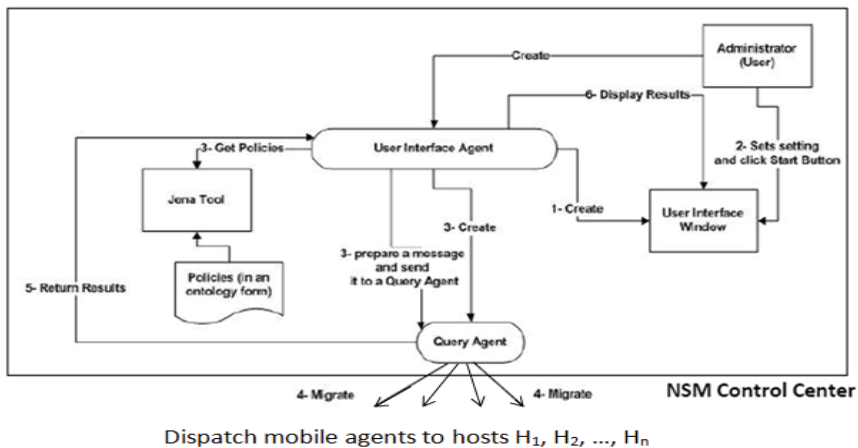 Administrator
(User)
Create
6- Display Results
3- Get Policies
User Interface Agent
2- Sets setting
and click Start Button
Jena Tool
1- Create
User Interface
Window
3- Create
3- prepare a message
and send
it to a Query Agent
Policies (in an
ontology form)
5- Return Results
Query Agent
4- Migrate
4- Migrate
NSM Control Center
Dispatch mobile agents to hosts H₁, H₂, ..., Hₙ